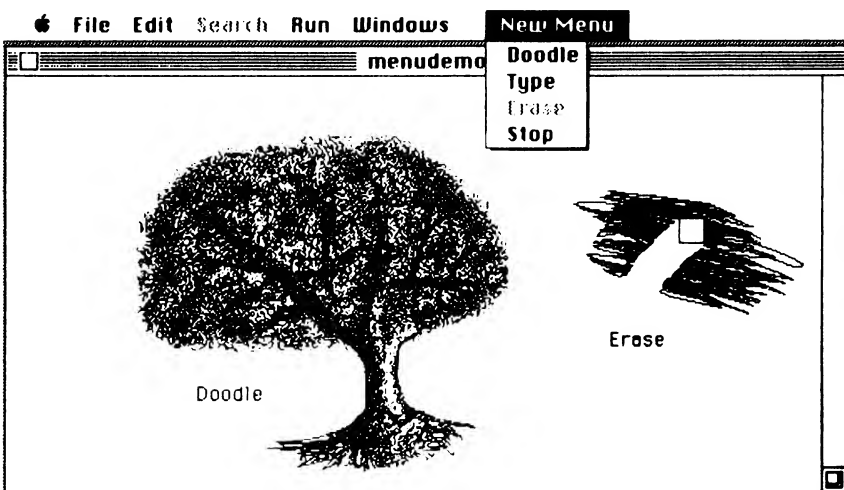 File Edit Search Run Windows New Menu
menudemo
Doodle
Type
Erase
Stop
Erase
Doodle